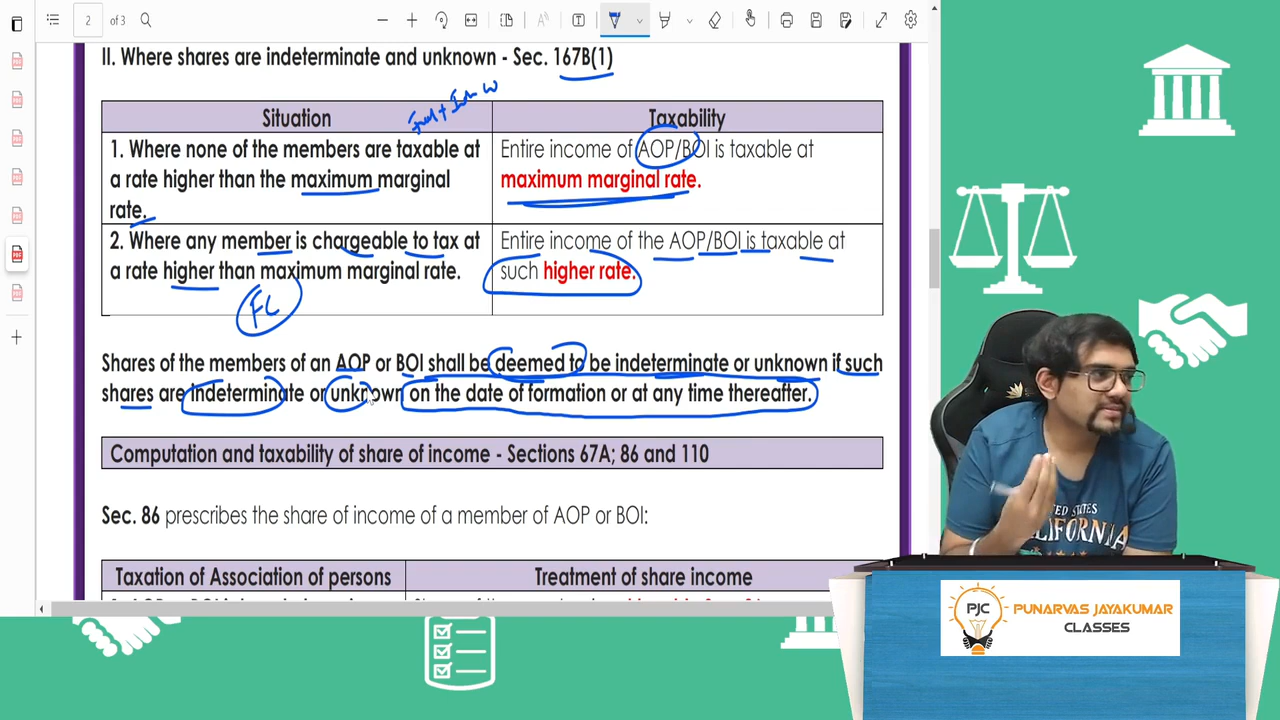 2
of 3
II. Where shares are indeterminate and unknown - Sec. 167B(1)
Situation
Taxability
1. Where none of the members are taxable at
a rate higher than the maximum marginal
rate.
Entire income of AOP/BOI is taxable at
maximum marginal rate.
2. Where any member is chargeable to tax at
a rate higher than maximum marginal rate.
Entire income of the AOP/BOI is taxable at
such higher rate.
FC
Shares of the members of an AOP or BOI shall be deemed to be indeterminate or unknown if such
shares are indeterminate or unknown on the date of formation or at any time thereafter.
Computation and taxability of share of income - Sections 67A; 86 and 110
Sec. 86 prescribes the share of income of a member of AOP or BOI:
Taxation of Association of persons
Treatment of share income
UNITED STATES
CALIFORNIA
PJC
PUNARVAS JAYAKUMAR
CLASSES